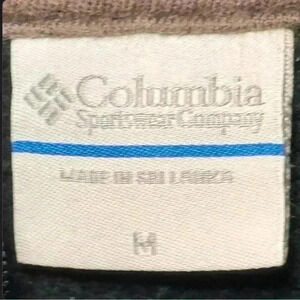 Columbia
Sportswear Company
MADE IN SRI LANKA
M